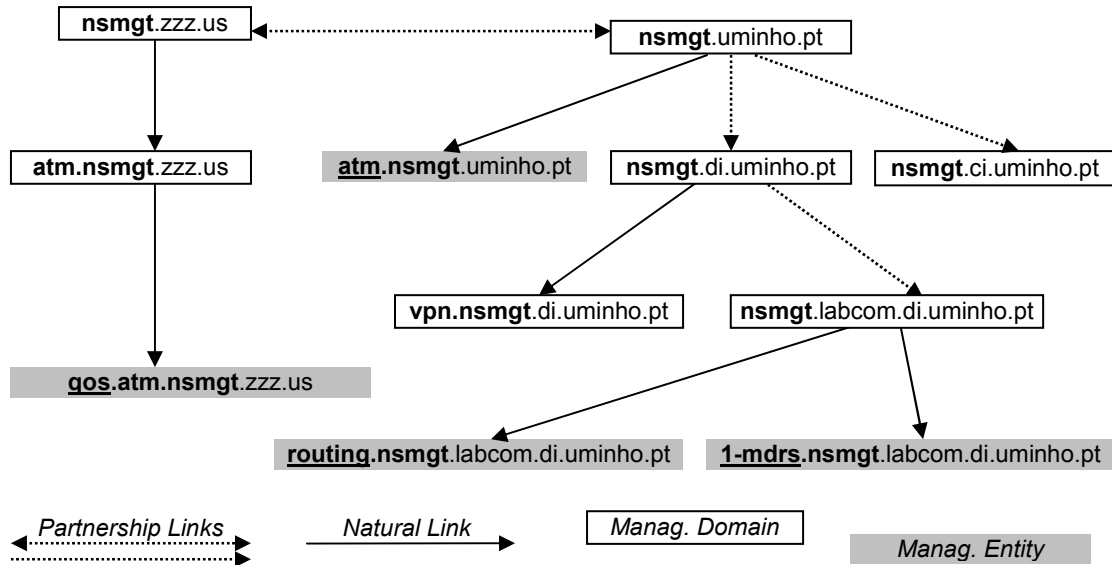 nsmgt.zzz.us
nsmgt.uminho.pt
atm.nsmgt.zzz.us
atm.nsmgt.uminho.pt
nsmgt.di.uminho.pt
nsmgt.ci.uminho.pt
vpn.nsmgt.di.uminho.pt
nsmgt.labcom.di.uminho.pt
qos.atm.nsmgt.zzz.us
routing.nsmgt.labcom.di.uminho.pt
1-mdrs.nsmgt.labcom.di.uminho.pt
Partnership Links
Natural Link
Manag. Domain
Manag. Entity